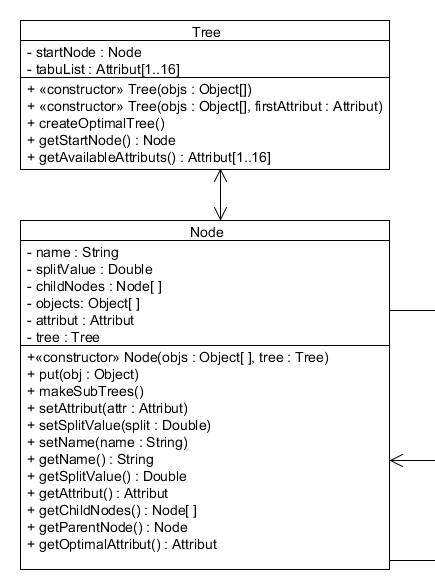 Tree
- startNode : Node
- tabuList : Attribut[1..16]
+ «constructor» Tree(objs : Object[])
+ «constructor» Tree(objs : Object[], firstAttribut : Attribut)
+ createOptimalTree()
+ getStartNode() : Node
+ getAvailableAttributs() : Attribut[1..16]
Node
- name : String
- splitValue : Double
- childNodes : Node[ ]
- objects: Object[ ]
- attribut : Attribut
- tree : Tree
+«constructor» Node(objs : Object[ ], tree : Tree)
+ put(obj : Object)
+ makeSubTrees()
+ setAttribut(attr : Attribut)
+ setSplitValue(split : Double)
+ setName(name : String)
+ getName() : String
+ getSplitValue() : Double
+ getAttribut() : Attribut
+ getChildNodes() : Node[ ]
+ getParentNode() : Node
+ getOptimalAttribut() : Attribut